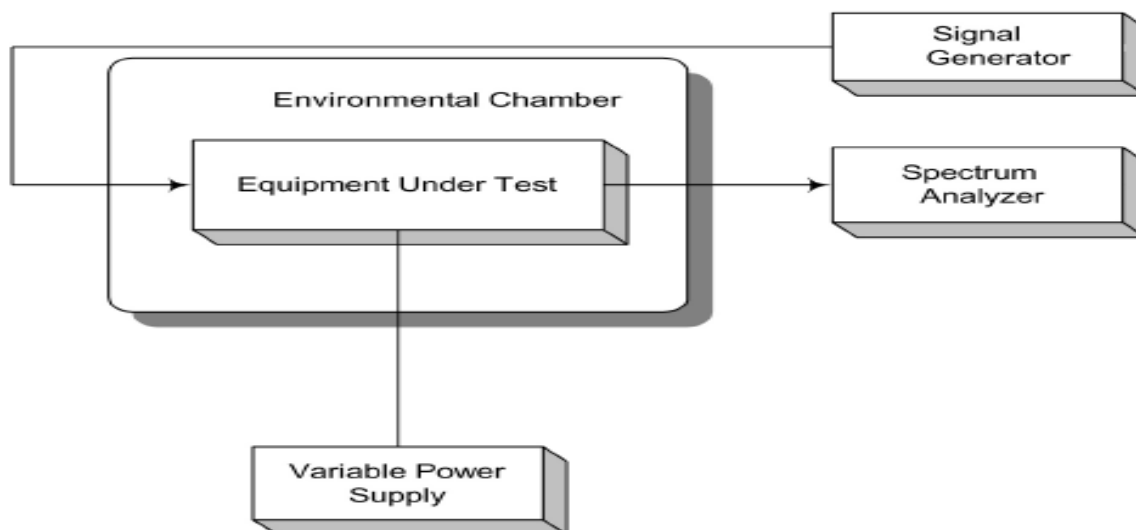 Signal
Generator
Environmental Chamber
Equipment Under Test
Spectrum
Analyzer
Variable Power
Supply